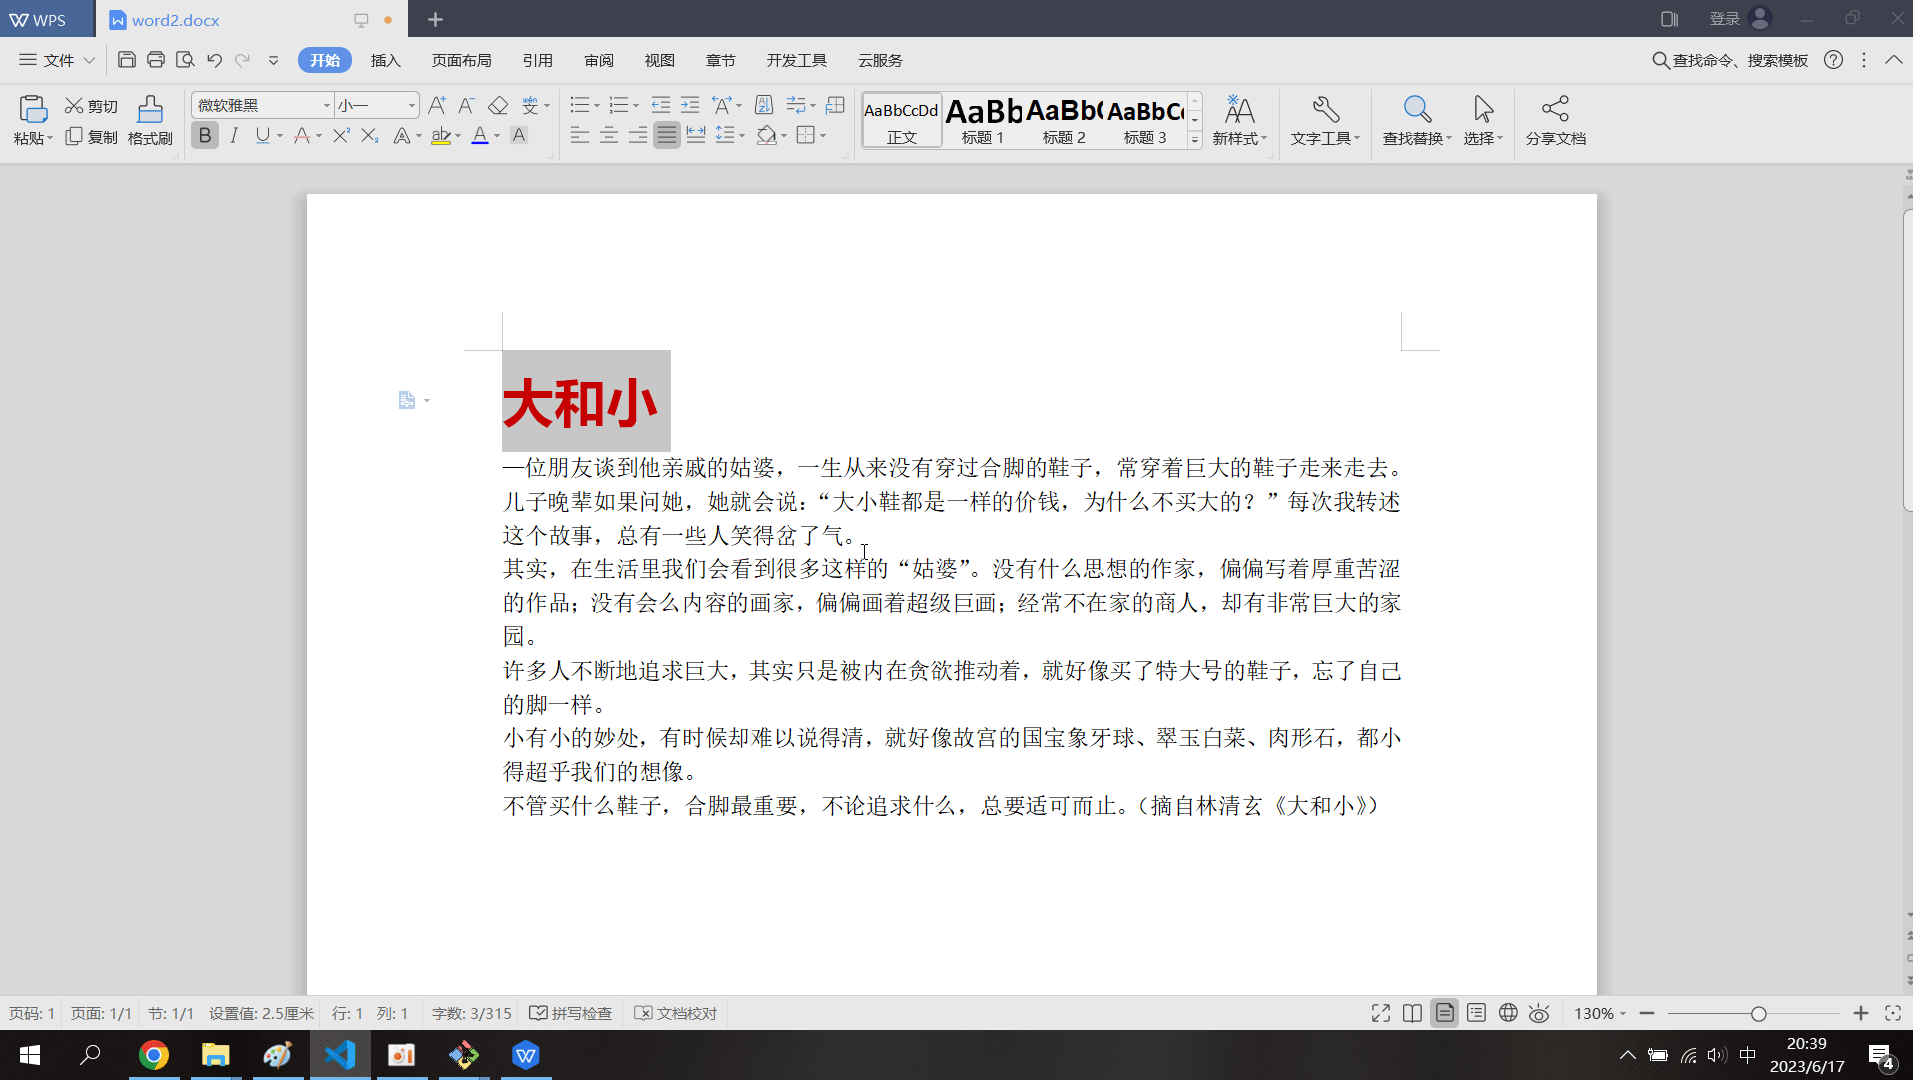 WPS
word2.docx
登录
文件
开始
插入
页面布局
引用
审阅
视图
章节
开发工具
云服务
查找命令、搜索模板
粘贴
剪切
复制
格式刷
微软雅黑
小一
AaBbCcDd
正文
AaBb
标题 1
AaBb(
标题 2
AaBbC
标题 3
新样式
文字工具
查找替换
选择
分享文档
大和小
一位朋友谈到他亲戚的姑婆，一生从来没有穿过合脚的鞋子，常穿着巨大的鞋子走来走去。
儿子晚辈如果问她，她就会说：“大小鞋都是一样的价钱，为什么不买大的？”每次我转述
这个故事，总有一些人笑得岔了气。
其实，在生活里我们会看到很多这样的“姑婆”。没有什么思想的作家，偏偏写着厚重苦涩
的作品；没有会么内容的画家，偏偏画着超级巨画；经常不在家的商人，却有非常巨大的家
园。
许多人不断地追求巨大，其实只是被内在贪欲推动着，就好像买了特大号的鞋子，忘了自己
的脚一样。
小有小的妙处，有时候却难以说得清，就好像故宫的国宝象牙球、翠玉白菜、肉形石，都小
得超乎我们的想像。
不管买什么鞋子，合脚最重要，不论追求什么，总要适可而止。（摘自林清玄《大和小》）
页码: 1 页面: 1/1 节: 1/1 设置值: 2.5厘米 行: 1 列: 1 字数: 3/315 拼写检查 文档校对 130%
中
20:39
2023/6/17
4